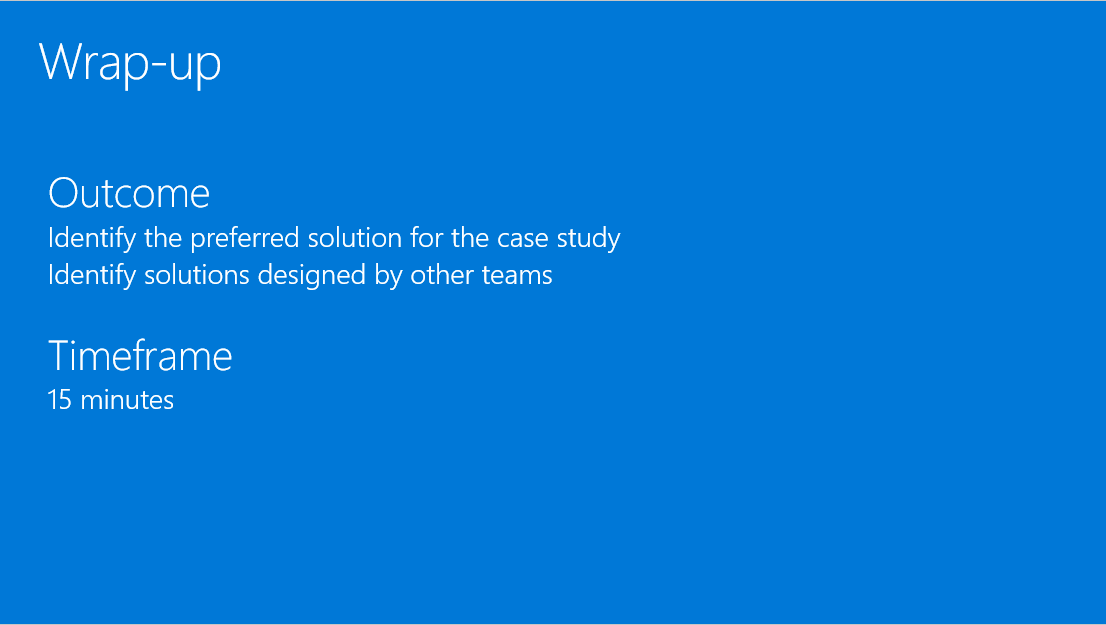 Wrap-up
Outcome
Identify the preferred solution for the case study
Identify solutions designed by other teams
Timeframe
15 minutes